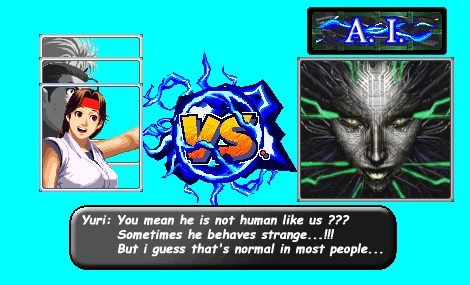 A. I.
VS.
Yuri: You mean he is not human like us ???
Sometimes he behaves strange...!!!
But i guess that's normal in most people...